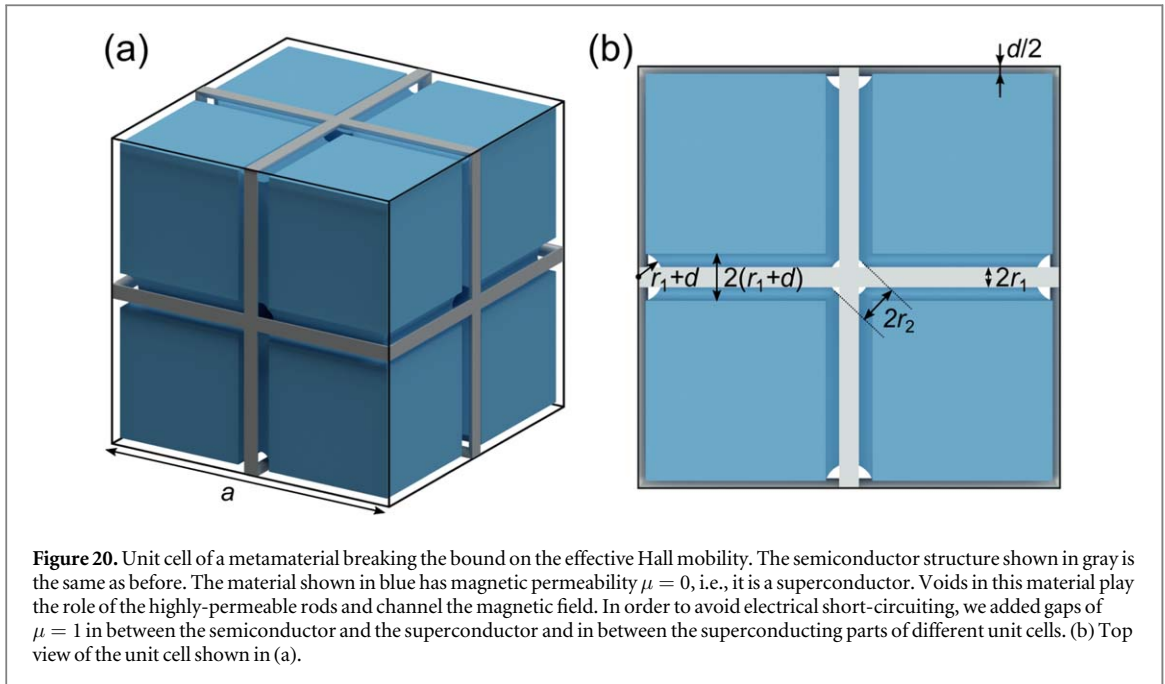 (a)
(b)
d/2
r₁+d
2(r₁+d)
2r₁
2r₂
a
Figure 20. Unit cell of a metamaterial breaking the bound on the effective Hall mobility. The semiconductor structure shown in gray is
the same as before. The material shown in blue has magnetic permeability μ = 0, i.e., it is a superconductor. Voids in this material play
the role of the highly-permeable rods and channel the magnetic field. In order to avoid electrical short-circuiting, we added gaps of
μ = 1 in between the semiconductor and the superconductor and in between the superconducting parts of different unit cells. (b) Top
view of the unit cell shown in (a).